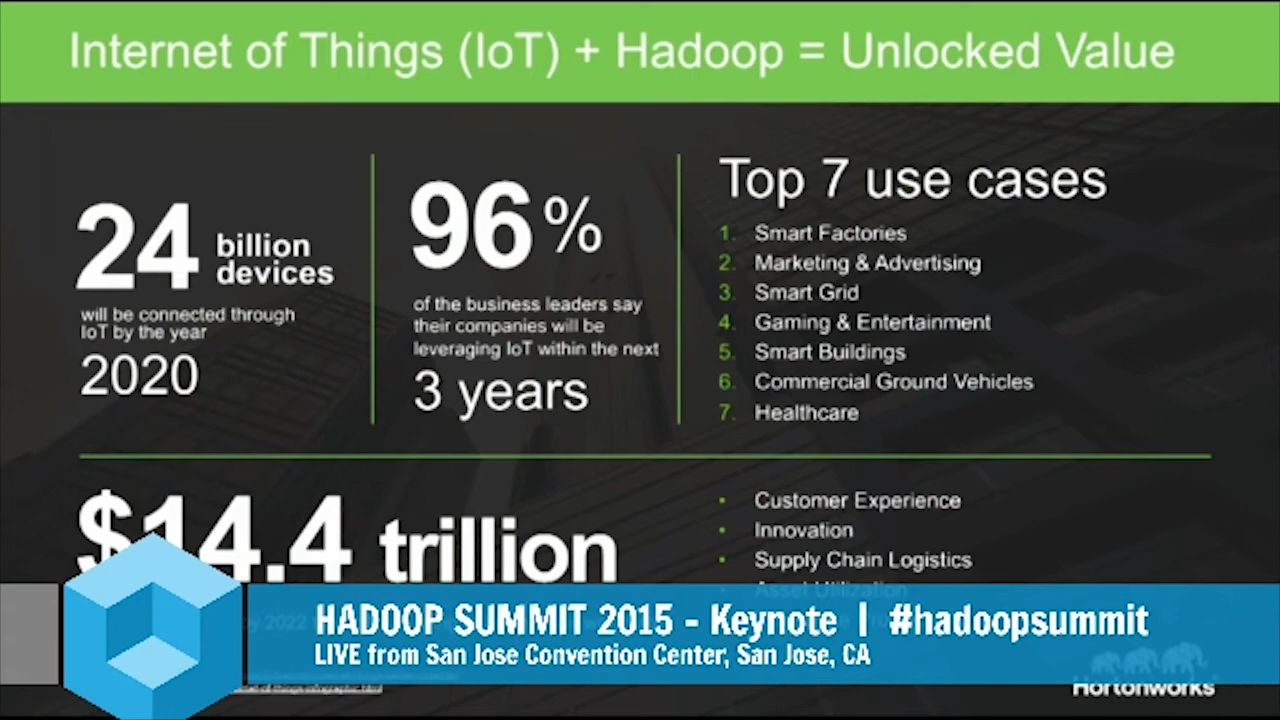 Internet of Things (IoT) + Hadoop = Unlocked Value
24 billion
devices
will be connected through
IoT by the year
2020
96%
of the business leaders say
their companies will be
leveraging IoT within the next
3 years
Top 7 use cases
1. Smart Factories
2. Marketing & Advertising
3. Smart Grid
4. Gaming & Entertainment
5. Smart Buildings
6. Commercial Ground Vehicles
7. Healthcare
$14.4 trillion
by 2022
• Customer Experience
• Innovation
• Supply Chain Logistics
• Asset Utilization
HADOOP SUMMIT 2015 - Keynote | #hadoopsummit
LIVE from San Jose Convention Center, San Jose, CA
Hortonworks